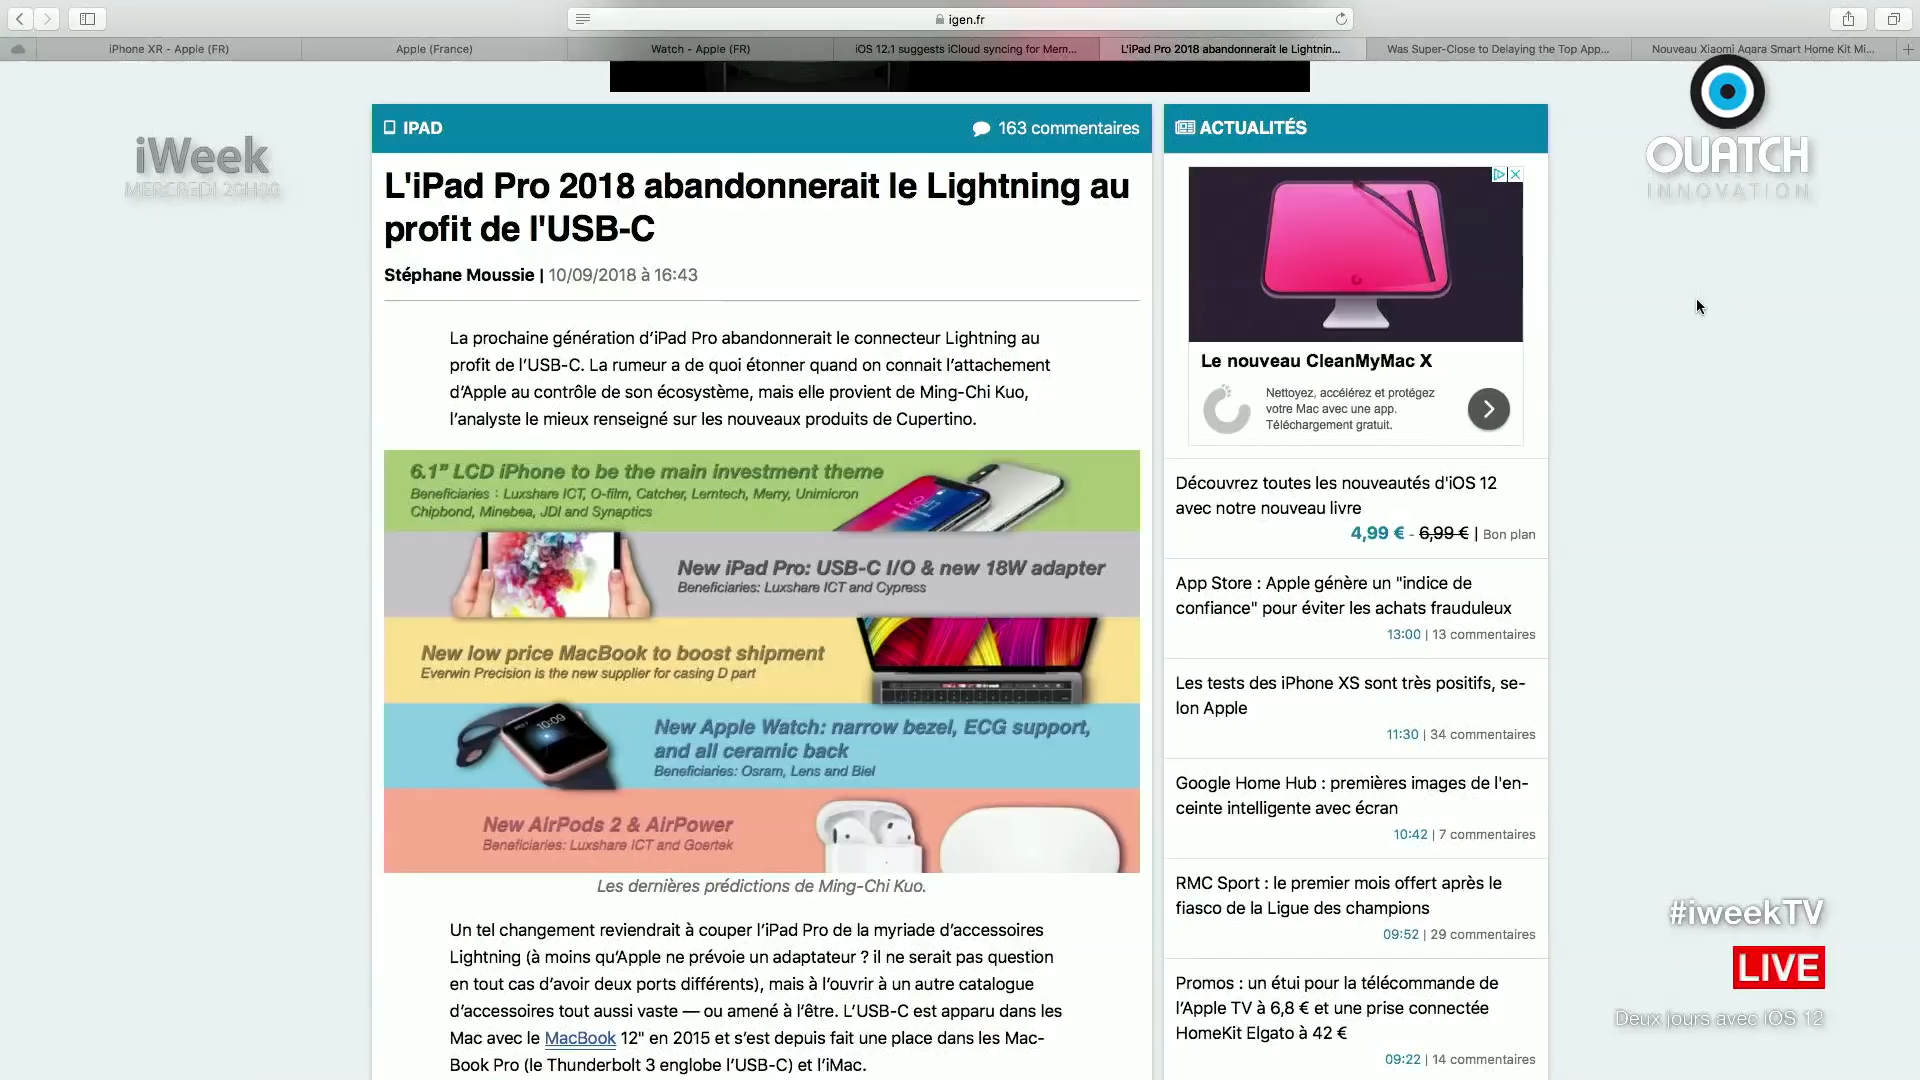 igen.fr
iPhone XR - Apple (FR)
Apple (France)
Watch - Apple (FR)
iOS 12.1 suggests iCloud syncing for Mem...
L'iPad Pro 2018 abandonnerait le Lightnin...
Was Super-Close to Delaying the Top App...
Nouveau Xiaomi Aqara Smart Home Kit Mi...
iWeek
MERCREDI 20H30
OUATCH
INNOVATION
IPAD
163 commentaires
L'iPad Pro 2018 abandonnerait le Lightning au
profit de l'USB-C
Stéphane Moussie | 10/09/2018 à 16:43
La prochaine génération d'iPad Pro abandonnerait le connecteur Lightning au
profit de l'USB-C. La rumeur a de quoi étonner quand on connait l'attachement
d'Apple au contrôle de son écosystème, mais elle provient de Ming-Chi Kuo,
l'analyste le mieux renseigné sur les nouveaux produits de Cupertino.
6.1” LCD iPhone to be the main investment theme
Beneficiaries : Luxshare ICT, O-film, Catcher, Lerntech, Merry, Unimicron
Chipbond, Minebea, JDI and Synaptics
New iPad Pro: USB-C I/O & new 18W adapter
Beneficiaries: Luxshare ICT and Cypress
New low price MacBook to boost shipment
Everwin Precision is the new supplier for casing D part
10:09
New Apple Watch: narrow bezel, ECG support,
and all ceramic back
Beneficiaries: Osram, Lens and Biel
New AirPods 2 & AirPower
Beneficiaries: Luxshare ICT and Goertek
Les dernières prédictions de Ming-Chi Kuo.
Un tel changement reviendrait à couper l'iPad Pro de la myriade d'accessoires
Lightning (à moins qu'Apple ne prévoie un adaptateur ? il ne serait pas question
en tout cas d'avoir deux ports différents), mais à l'ouvrir à un autre catalogue
d'accessoires tout aussi vaste — ou amené à l'être. L'USB-C est apparu dans les
Mac avec le MacBook 12" en 2015 et s'est depuis fait une place dans les Mac-
Book Pro (le Thunderbolt 3 englobe l'USB-C) et l'iMac.
ACTUALITÉS
Le nouveau CleanMyMac X
Nettoyez, accélérez et protégez
votre Mac avec une app.
Téléchargement gratuit.
Découvrez toutes les nouveautés d'iOS 12
avec notre nouveau livre
4,99 € - 6,99 € | Bon plan
App Store : Apple génère un "indice de
confiance" pour éviter les achats frauduleux
13:00 | 13 commentaires
Les tests des iPhone XS sont très positifs, se-
lon Apple
11:30 | 34 commentaires
Google Home Hub : premières images de l'en-
ceinte intelligente avec écran
10:42 | 7 commentaires
RMC Sport : le premier mois offert après le
fiasco de la Ligue des champions
09:52 | 29 commentaires
Promos : un étui pour la télécommande de
l'Apple TV à 6,8 € et une prise connectée
HomeKit Elgato à 42 €
09:22 | 14 commentaires
#iweekTV
LIVE
Deux jours avec iOS 12